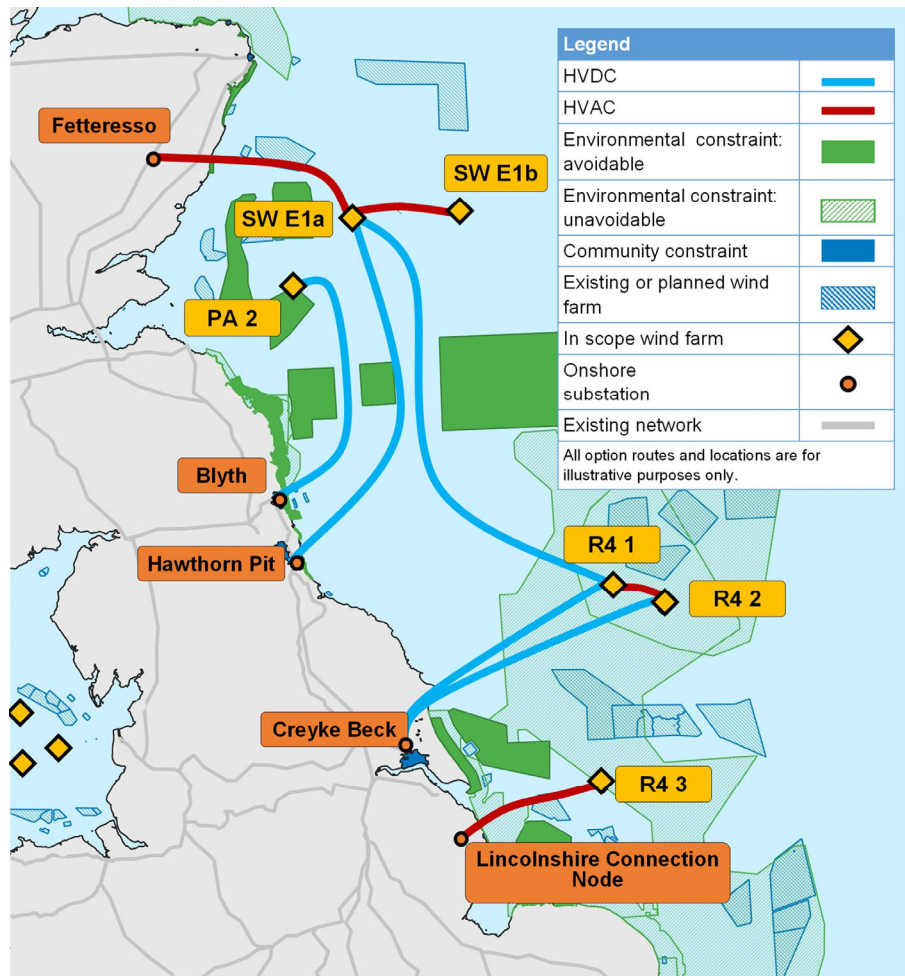 Legend
HVDC
HVAC
Environmental constraint:
avoidable
Environmental constraint:
unavoidable
Community constraint
Existing or planned wind
farm
In scope wind farm
Onshore
substation
Existing network
All option routes and locations are for
illustrative purposes only.
Fetteresso
SW E1b
SW E1a
PA 2
Blyth
Hawthorn Pit
R4 1
R4 2
Creyke Beck
R4 3
Lincolnshire Connection
Node